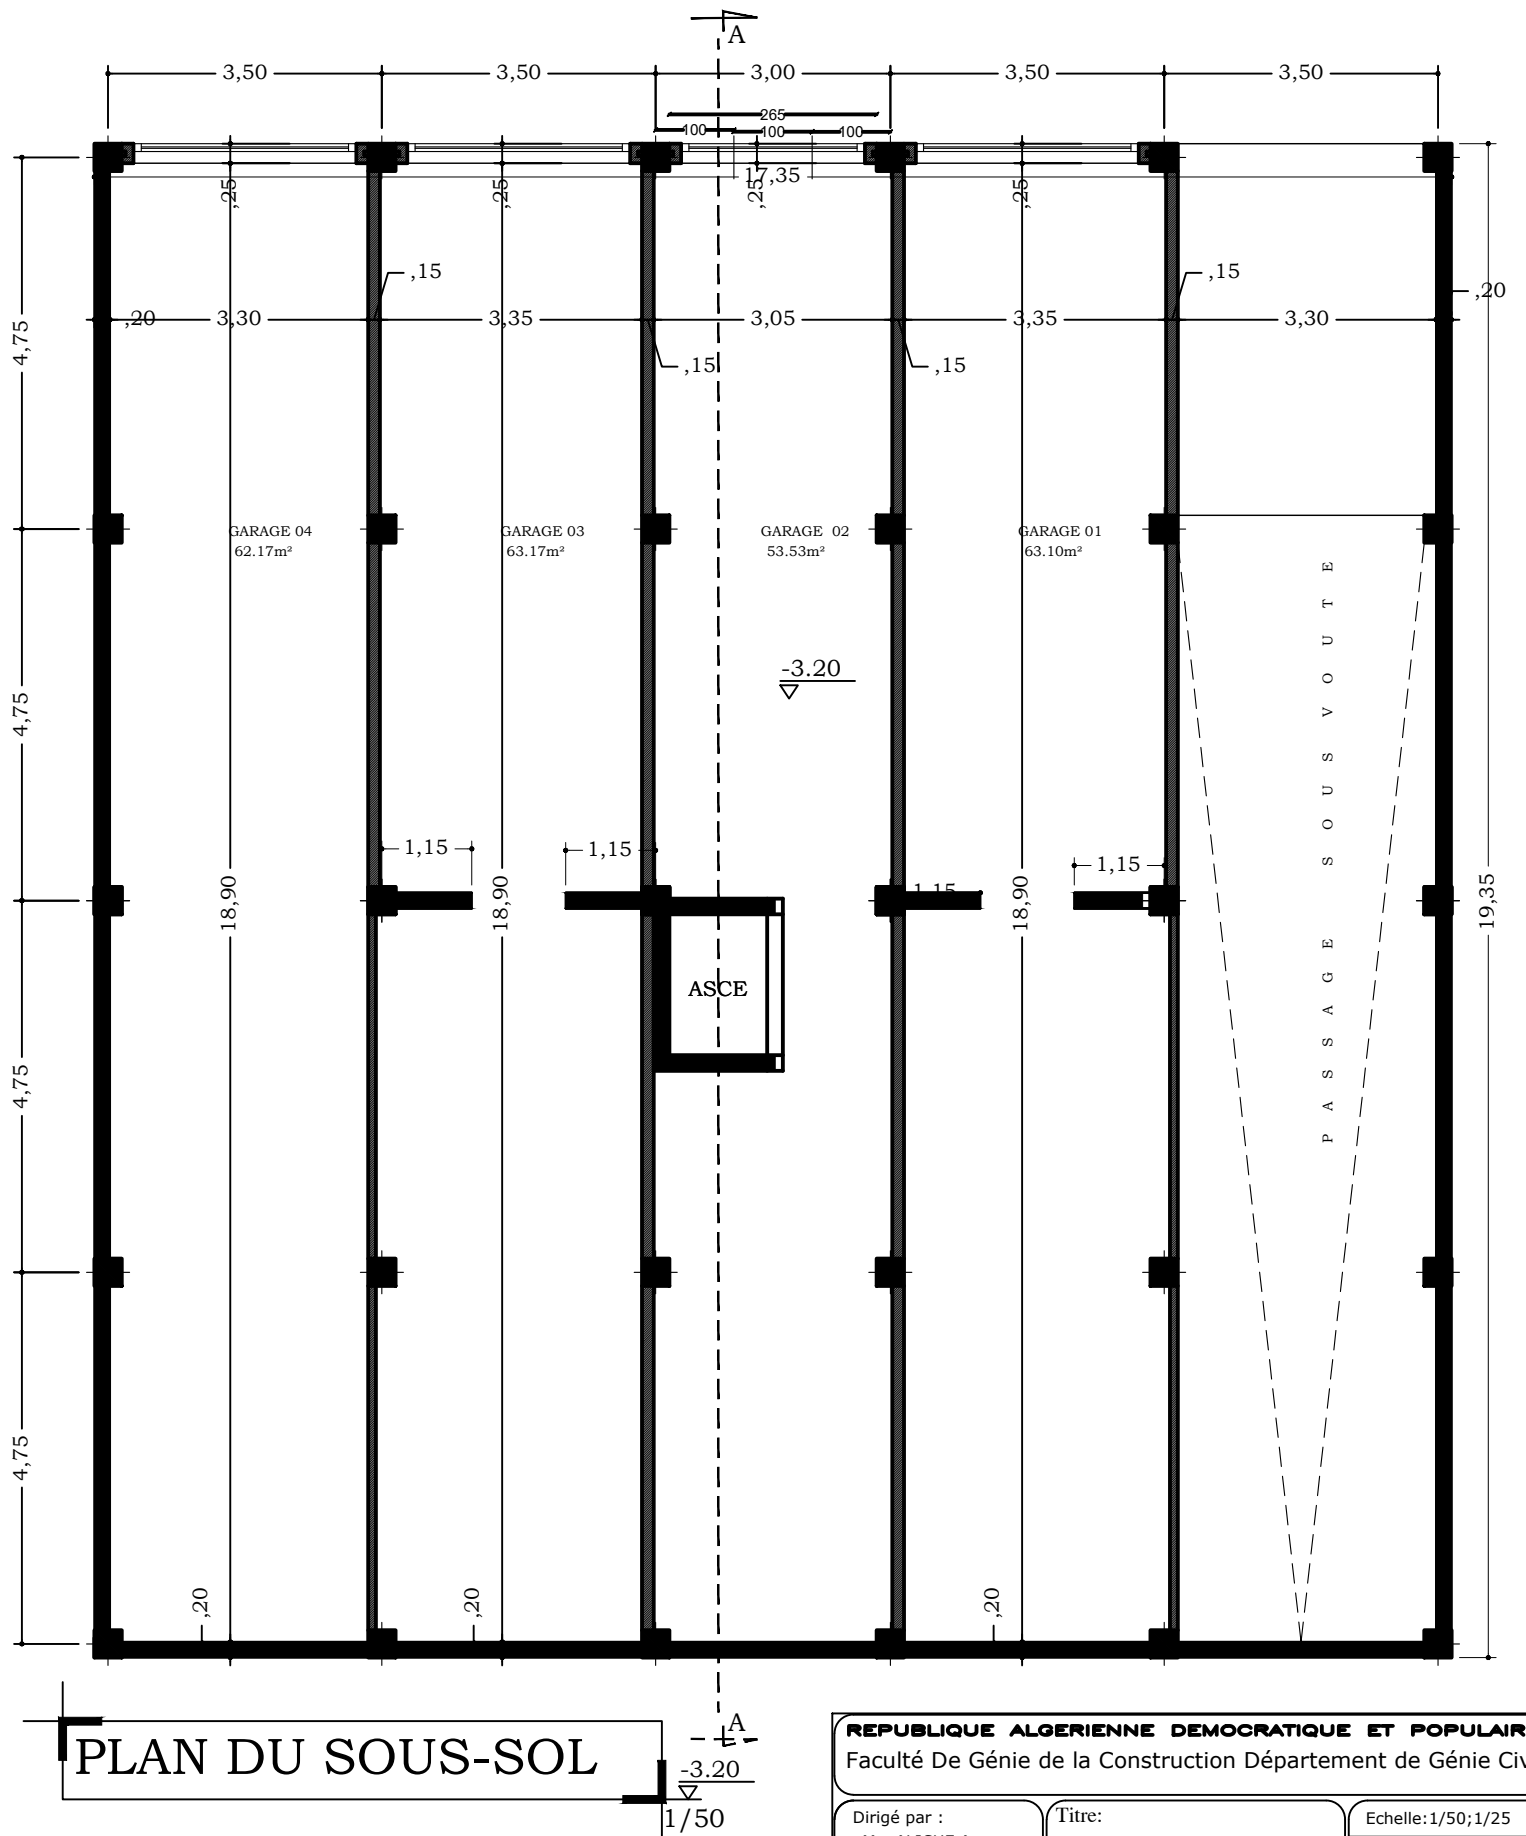 A
3,50 3,50 3,00 3,50 3,50
265
100 100 100
17,35
,25 ,25 ,25 ,25
,15 ,15
,20
,20 3,30 3,35 3,05 3,35 3,30
,15 ,15
4,75
GARAGE 04 GARAGE 03 GARAGE 02 GARAGE 01
62.17m² 63.17m² 53.53m² 63.10m²
PASSAGE SOUS VOUTE
-3.20
4,75
1,15 1,15 1,15 1,15
18,90 18,90 18,90 19,35
ASCE
4,75
4,75
,20 ,20 ,20
A
PLAN DU SOUS-SOL
-3.20
1/50
REPUBLIQUE ALGERIENNE DEMOCRATIQUE ET POPULAIR
Faculté De Génie de la Construction Département de Génie Civ
Dirigé par : Titre: Echelle:1/50;1/25